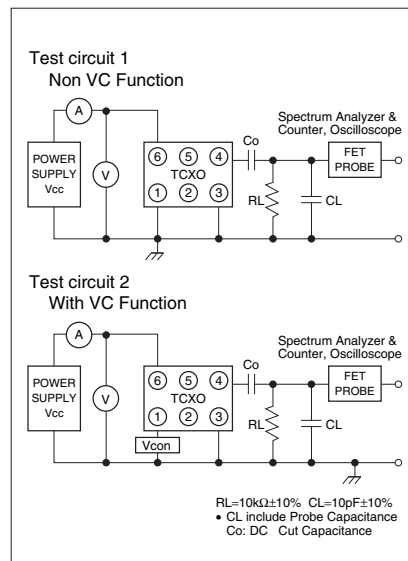 Test circuit 1
Non VC Function
A
POWER
SUPPLY
Vcc
V
6 5 4
TCXO
1 2 3
Co
RL
CL
Spectrum Analyzer &
Counter, Oscilloscope
FET
PROBE
Test circuit 2
With VC Function
A
POWER
SUPPLY
Vcc
V
6 5 4
TCXO
1 2 3
Vcon
Co
RL
CL
Spectrum Analyzer &
Counter, Oscilloscope
FET
PROBE
RL=10kΩ±10% CL=10pF±10%
• CL include Probe Capacitance
Co: DC Cut Capacitance